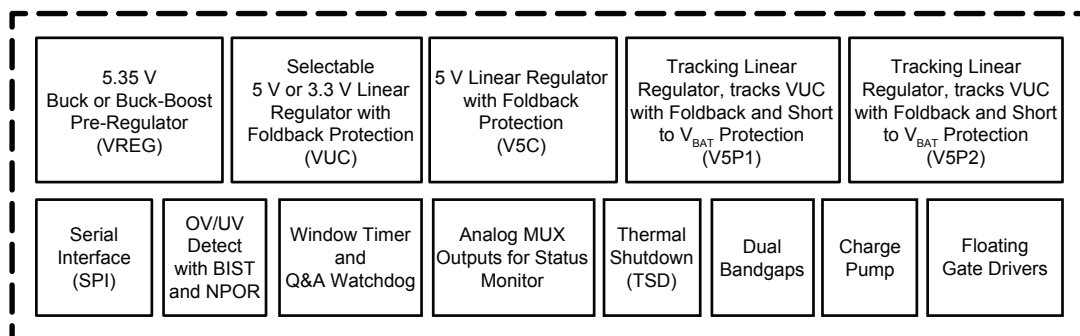 5.35 V
Buck or Buck-Boost
Pre-Regulator
(VREG)
Selectable
5 V or 3.3 V Linear
Regulator with
Foldback Protection
(VUC)
5 V Linear Regulator
with Foldback
Protection
(V5C)
Tracking Linear
Regulator, tracks VUC
with Foldback and Short
to VBAT Protection
(V5P1)
Tracking Linear
Regulator, tracks VUC
with Foldback and Short
to VBAT Protection
(V5P2)
Serial
Interface
(SPI)
OV/UV
Detect
with BIST
and NPOR
Window Timer
and
Q&A Watchdog
Analog MUX
Outputs for Status
Monitor
Thermal
Shutdown
(TSD)
Dual
Bandgaps
Charge
Pump
Floating
Gate Drivers